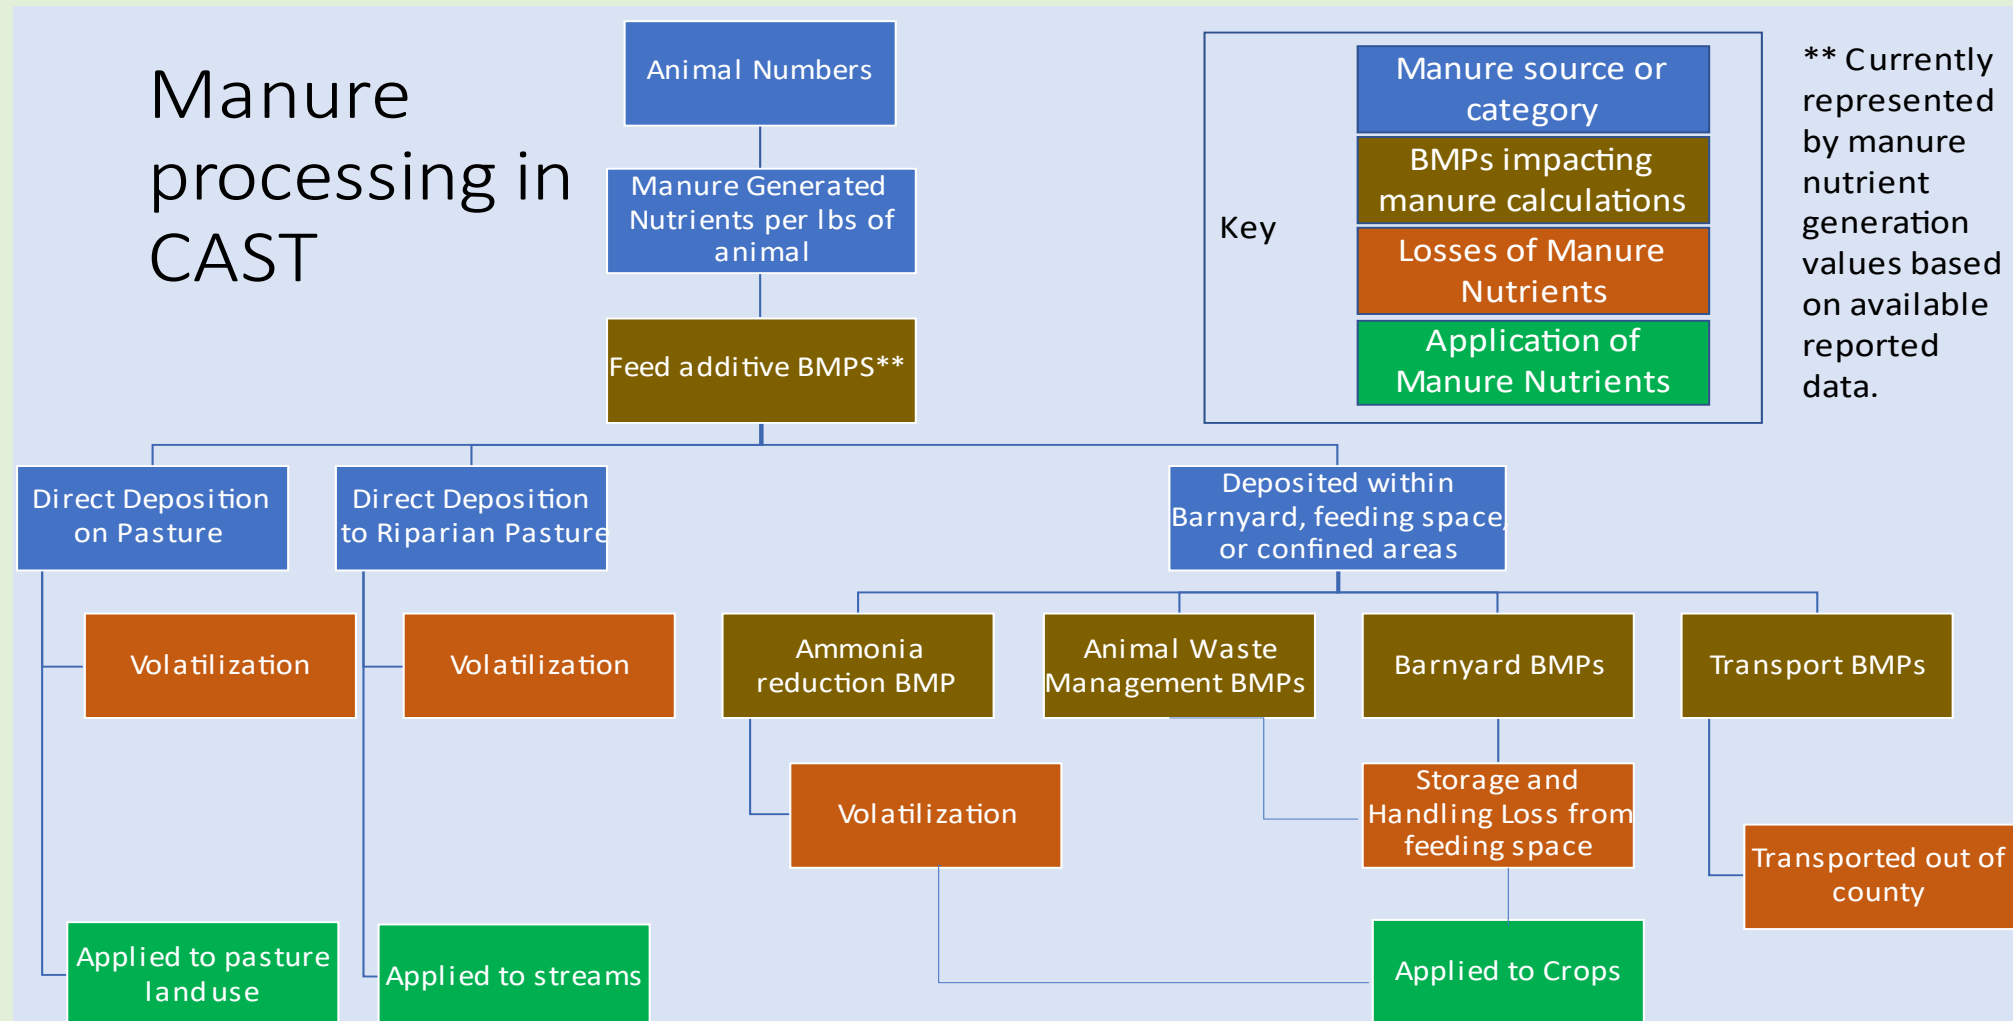 Manure
processing in
CAST
Animal Numbers
Manure Generated
Nutrients per lbs of
animal
Feed additive BMPS**
Key
Manure source or
category
BMPs impacting
manure calculations
Losses of Manure
Nutrients
Application of
Manure Nutrients
** Currently
represented
by manure
nutrient
generation
values based
on available
reported
data.
Direct Deposition
on Pasture
Direct Deposition
to Riparian Pasture
Deposited within
Barnyard, feeding space,
or confined areas
Volatilization
Volatilization
Ammonia
reduction BMP
Animal Waste
Management BMPs
Barnyard BMPs
Transport BMPs
Volatilization
Storage and
Handling Loss from
feeding space
Transported out of
county
Applied to pasture
land use
Applied to streams
Applied to Crops